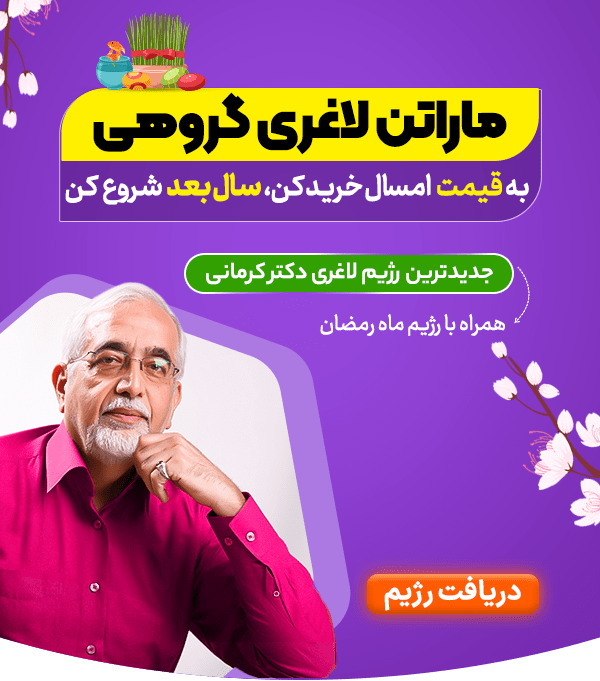 ماراتن لاغری گروهی
به قیمت امسال خرید کن، سال بعد شروع کن
جدیدترین رژیم لاغری دکتر کرمانی
همراه با رژیم ماه رمضان
دریافت رژیم